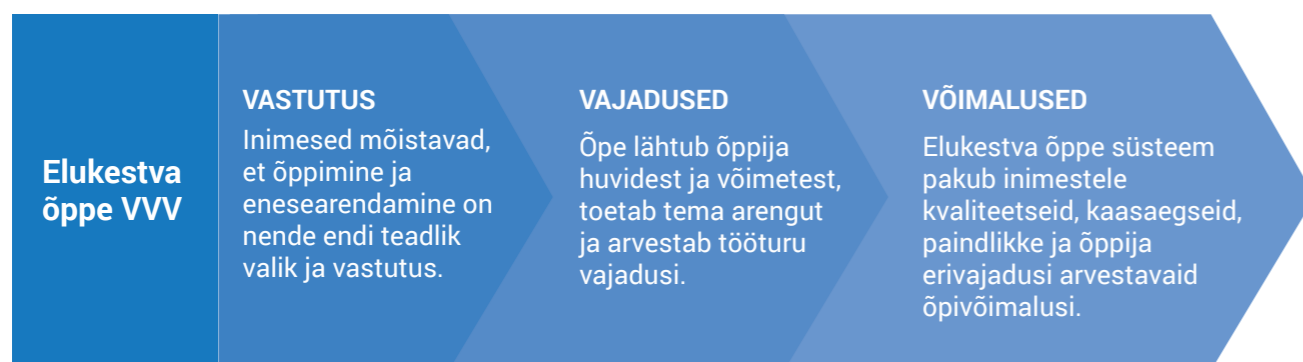 Elukestva
õppe VVV
VASTUTUS
Inimesed mõistavad,
et õppimine ja
enesearendamine on
nende endi teadlik
valik ja vastutus.
VAJADUSED
Õpe lähtub õppija
huvidest ja võimetest,
toetab tema arengut
ja arvestab tööturu
vajadusi.
VÕIMALUSED
Elukestva õppe süsteem
pakub inimestele
kvaliteetseid, kaasaegseid,
paindlikke ja õppija
erivajadusi arvestavaid
õpivõimalusi.